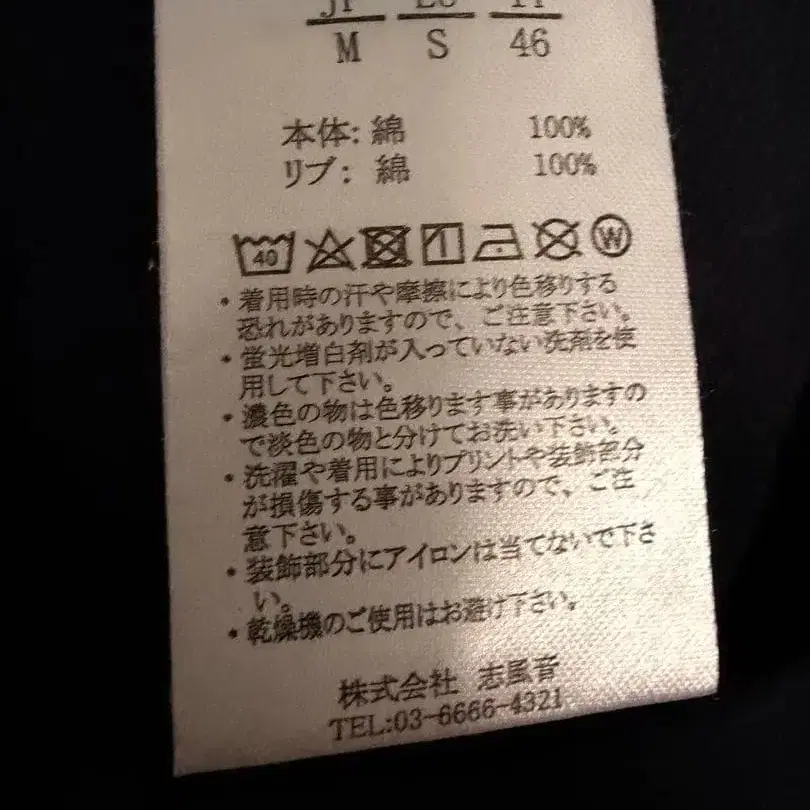 M S 46
本体: 綿 100%
リブ: 綿 100%
40 W
・着用時の汗や摩擦により色移りする
恐れがありますので、ご注意下さい。
・蛍光増白剤が入っていない洗剤を使
用して下さい。
・濃色の物は色移ります事がありますの
で淡色の物と分けてお洗い下さい。
・洗濯や着用によりプリントや装飾部分
が損傷する事がありますので、ご注
意下さい。
・装飾部分にアイロンは当てないで下さ
い。
・乾燥機のご使用はお避け下さい。
株式会社 志風音
TEL:03-6666-4321